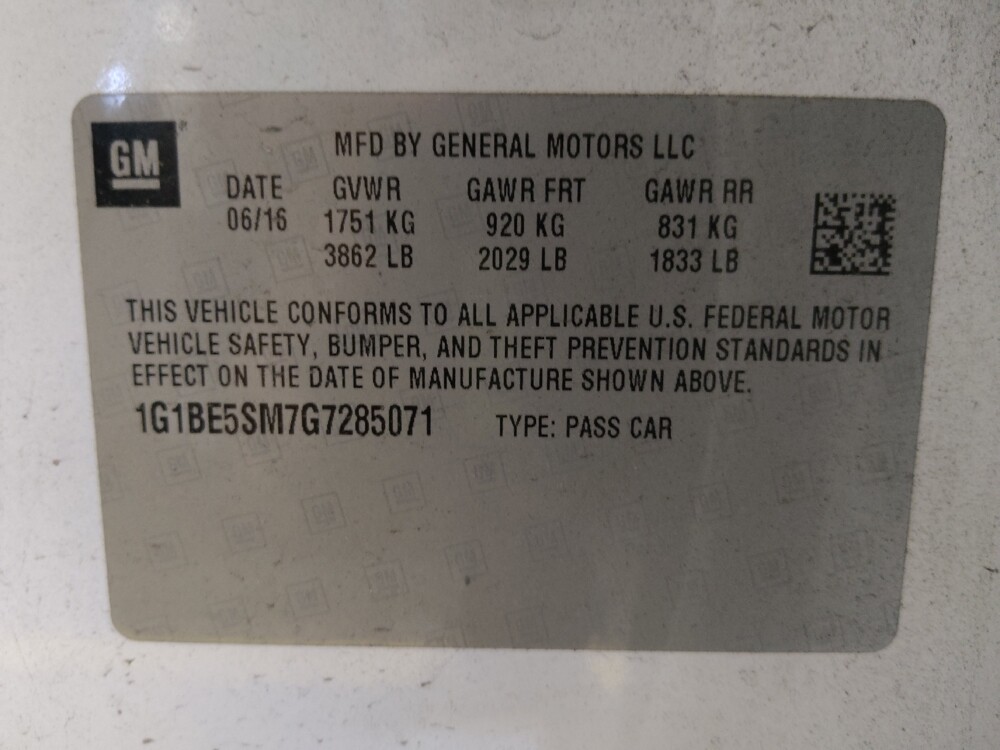 GM
MFD BY GENERAL MOTORS LLC
DATE GVWR GAWR FRT GAWR RR
06/16 1751 KG 920 KG 831 KG
3862 LB 2029 LB 1833 LB
THIS VEHICLE CONFORMS TO ALL APPLICABLE U.S. FEDERAL MOTOR
VEHICLE SAFETY, BUMPER, AND THEFT PREVENTION STANDARDS IN
EFFECT ON THE DATE OF MANUFACTURE SHOWN ABOVE.
1G1BE5SM7G7285071 TYPE: PASS CAR